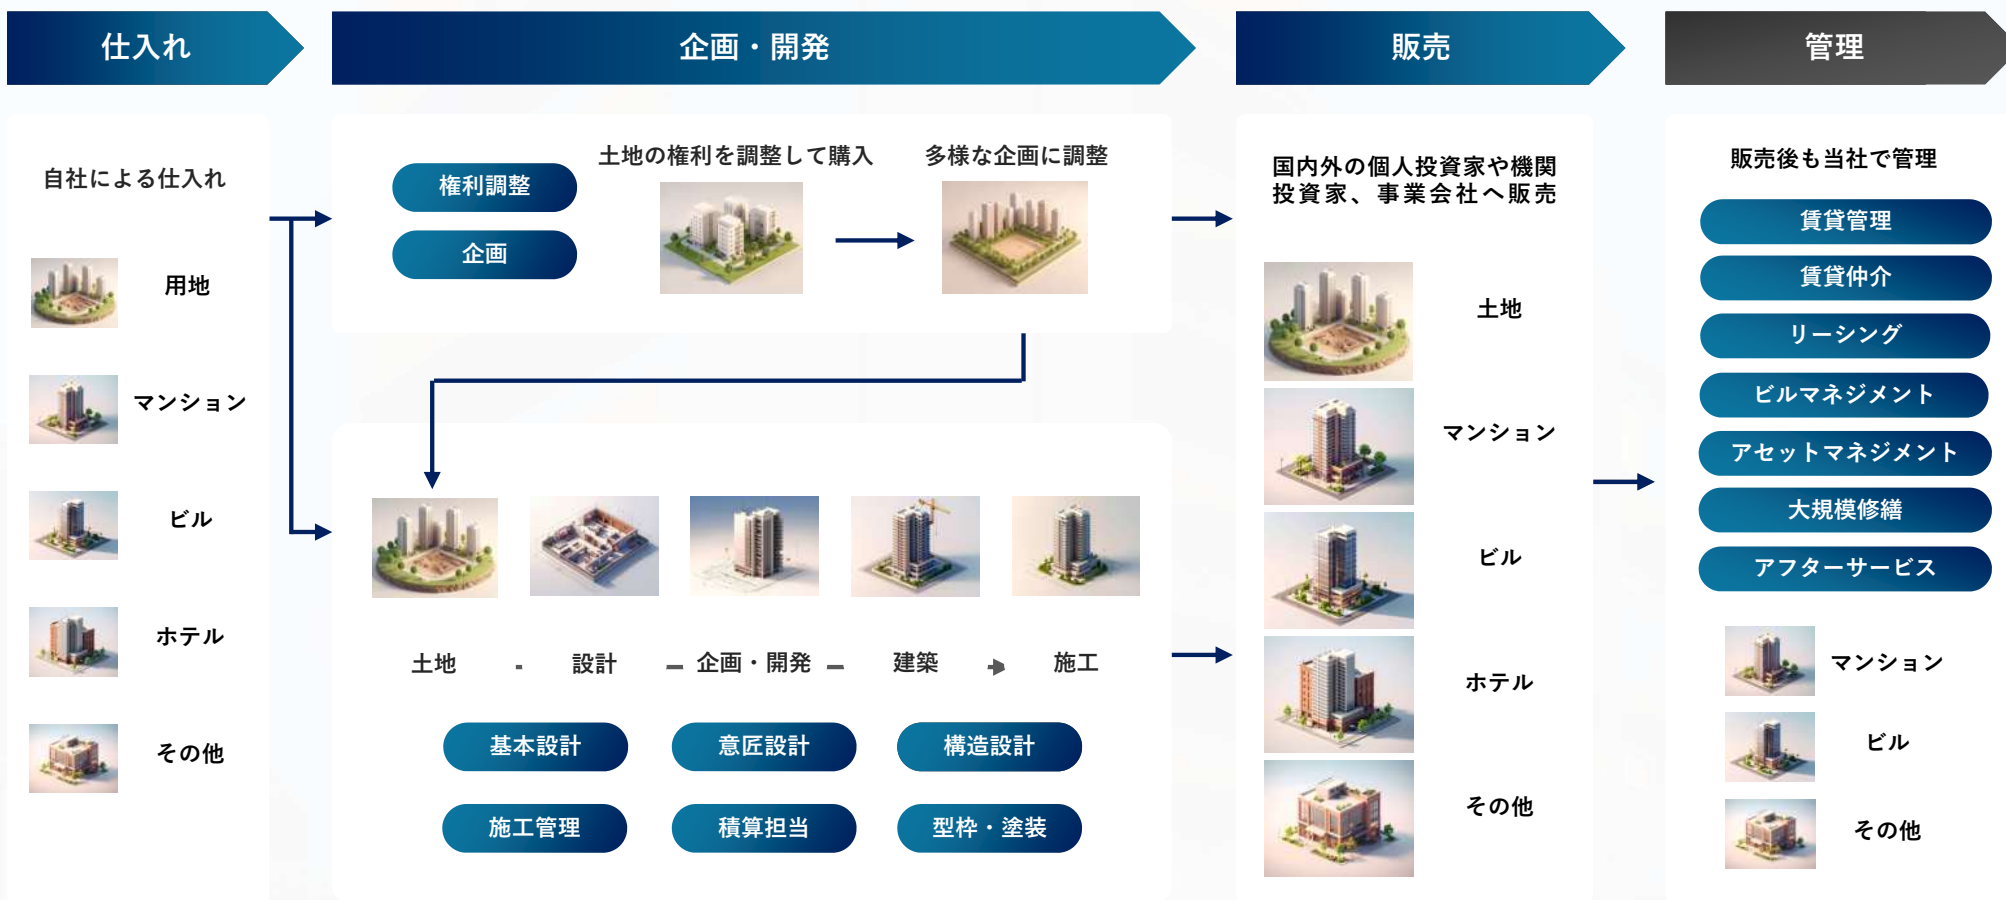 仕入れ
企画・開発
販売
管理
自社による仕入れ
用地
マンション
ビル
ホテル
その他
権利調整
企画
土地の権利を調整して購入
多様な企画に調整
土地
設計
企画・開発
建築
施工
基本設計
意匠設計
構造設計
施工管理
積算担当
型枠・塗装
国内外の個人投資家や機関
投資家、事業会社へ販売
土地
マンション
ビル
ホテル
その他
販売後も当社で管理
賃貸管理
賃貸仲介
リーシング
ビルマネジメント
アセットマネジメント
大規模修繕
アフターサービス
マンション
ビル
その他